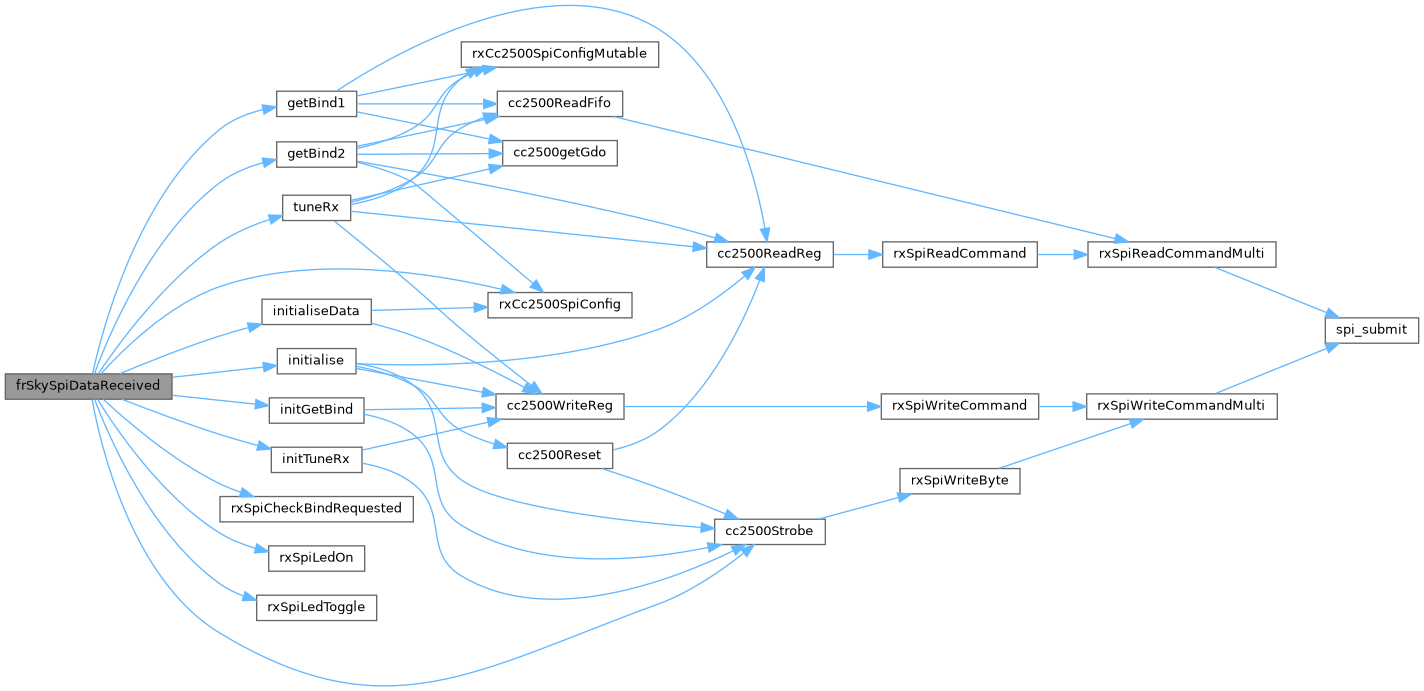 rxCc2500SpiConfigMutable
getBind1
cc2500ReadFifo
getBind2
cc2500getGdo
tuneRx
cc2500ReadReg
rxSpiReadCommand
rxSpiReadCommandMulti
rxCc2500SpiConfig
initialiseData
spi_submit
initialise
frSkySpiDataReceived
initGetBind
cc2500WriteReg
rxSpiWriteCommand
rxSpiWriteCommandMulti
initTuneRx
cc2500Reset
rxSpiWriteByte
rxSpiCheckBindRequested
cc2500Strobe
rxSpiLedOn
rxSpiLedToggle